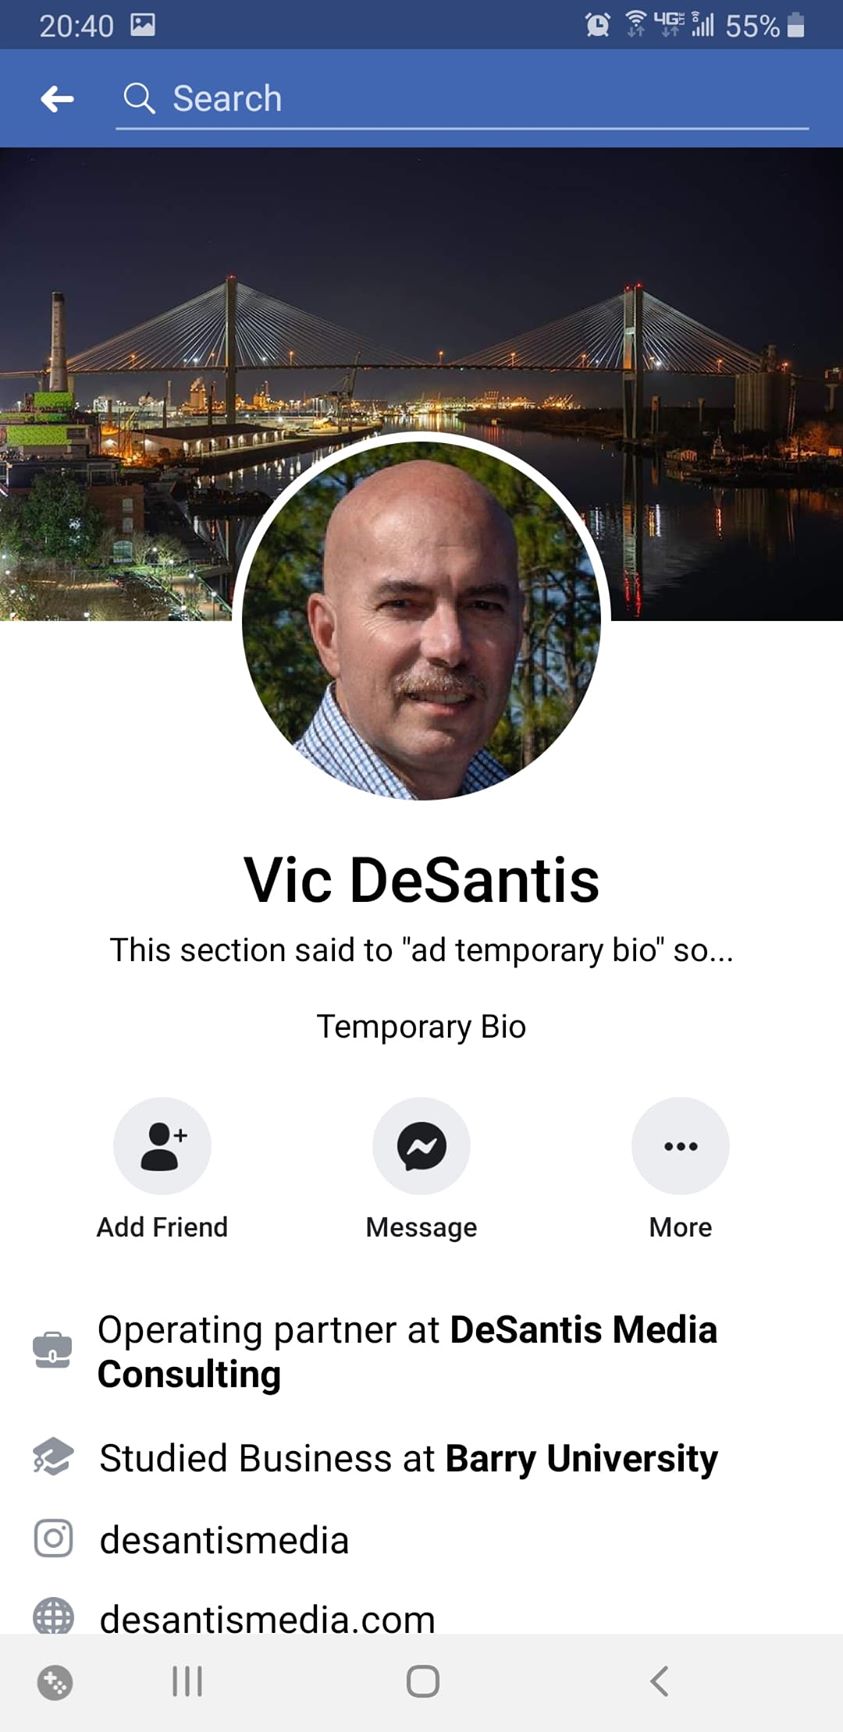 20:40 4G LTE 55%
Search
Vic DeSantis
This section said to "ad temporary bio" so...
Temporary Bio
Add Friend Message More
Operating partner at DeSantis Media
Consulting
Studied Business at Barry University
desantismedia
desantismedia.com